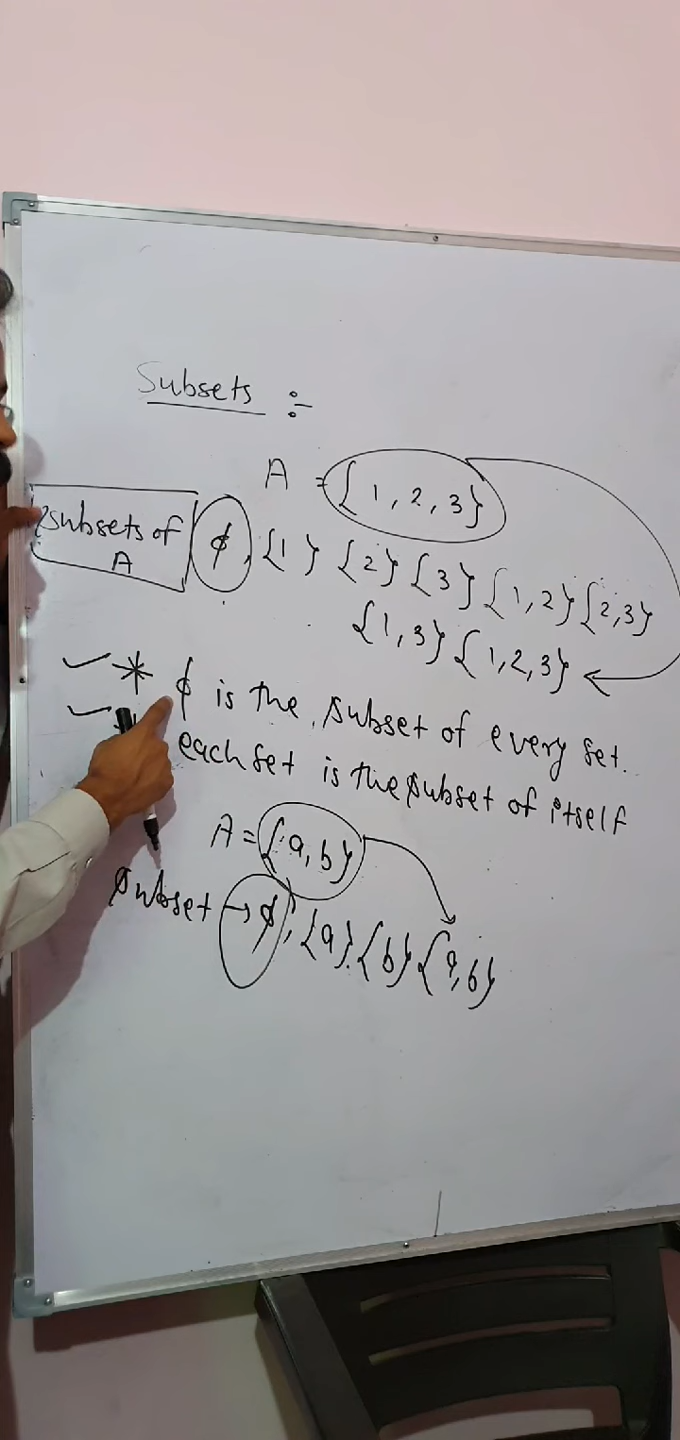 Subsets :-
A = {1, 2, 3}
subsets of
A
ϕ, {1} {2} {3} {1, 2} {2,3}
{1, 3} {1,2,3}
* ϕ is the subset of every set.
each set is the subset of itself
A = {a, b}
subset → ϕ, {a}, {b} {a, b}